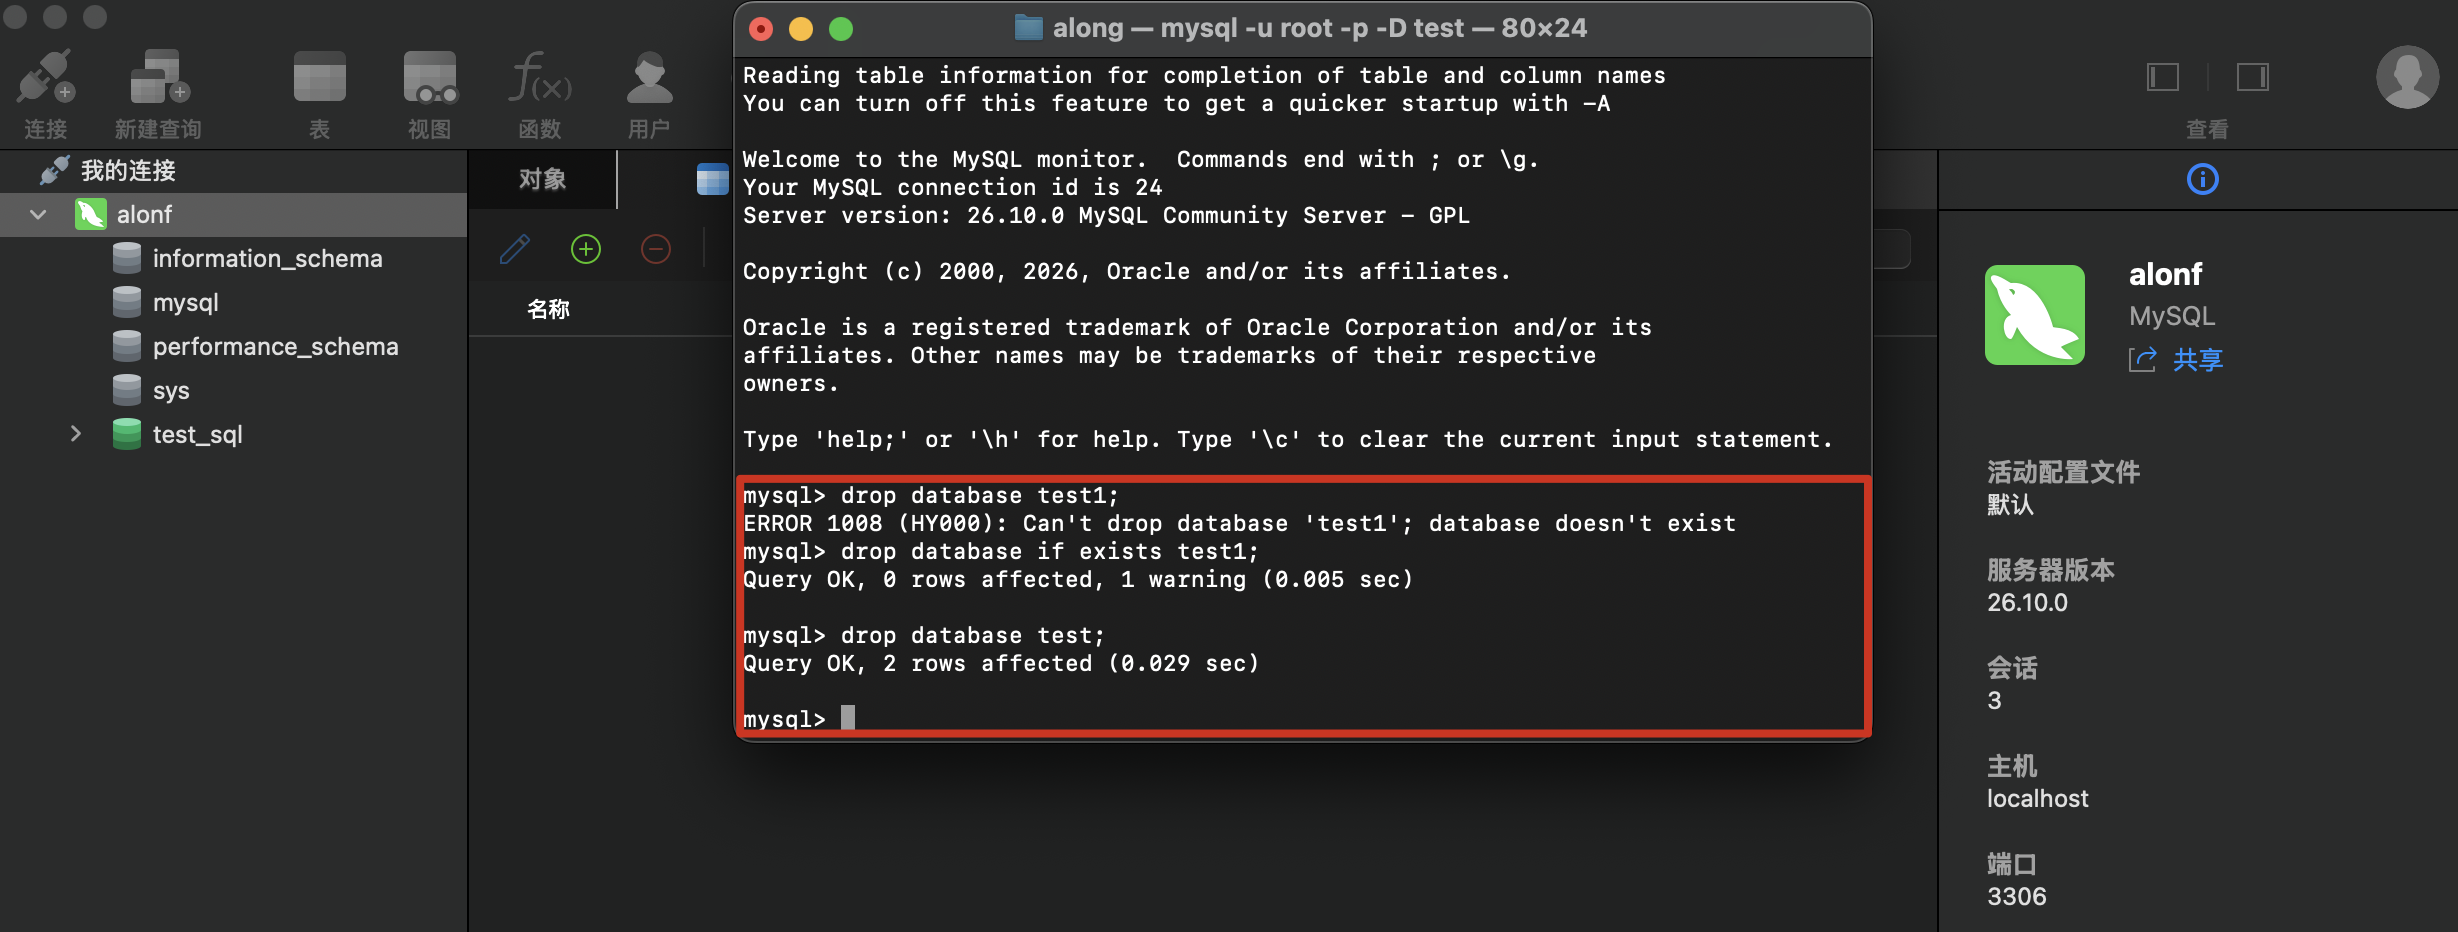 连接
新建查询
表
视图
函数
用户
查看
我的连接
alonf
information_schema
mysql
performance_schema
sys
test_sql
对象
名称
along — mysql -u root -p -D test — 80×24
Reading table information for completion of table and column names
You can turn off this feature to get a quicker startup with -A
Welcome to the MySQL monitor.  Commands end with ; or \g.
Your MySQL connection id is 24
Server version: 26.10.0 MySQL Community Server - GPL
Copyright (c) 2000, 2026, Oracle and/or its affiliates.
Oracle is a registered trademark of Oracle Corporation and/or its
affiliates. Other names may be trademarks of their respective
owners.
Type 'help;' or '\h' for help. Type '\c' to clear the current input statement.
mysql> drop database test1;
ERROR 1008 (HY000): Can't drop database 'test1'; database doesn't exist
mysql> drop database if exists test1;
Query OK, 0 rows affected, 1 warning (0.005 sec)
mysql> drop database test;
Query OK, 2 rows affected (0.029 sec)
mysql>
alonf
MySQL
共享
活动配置文件
默认
服务器版本
26.10.0
会话
3
主机
localhost
端口
3306